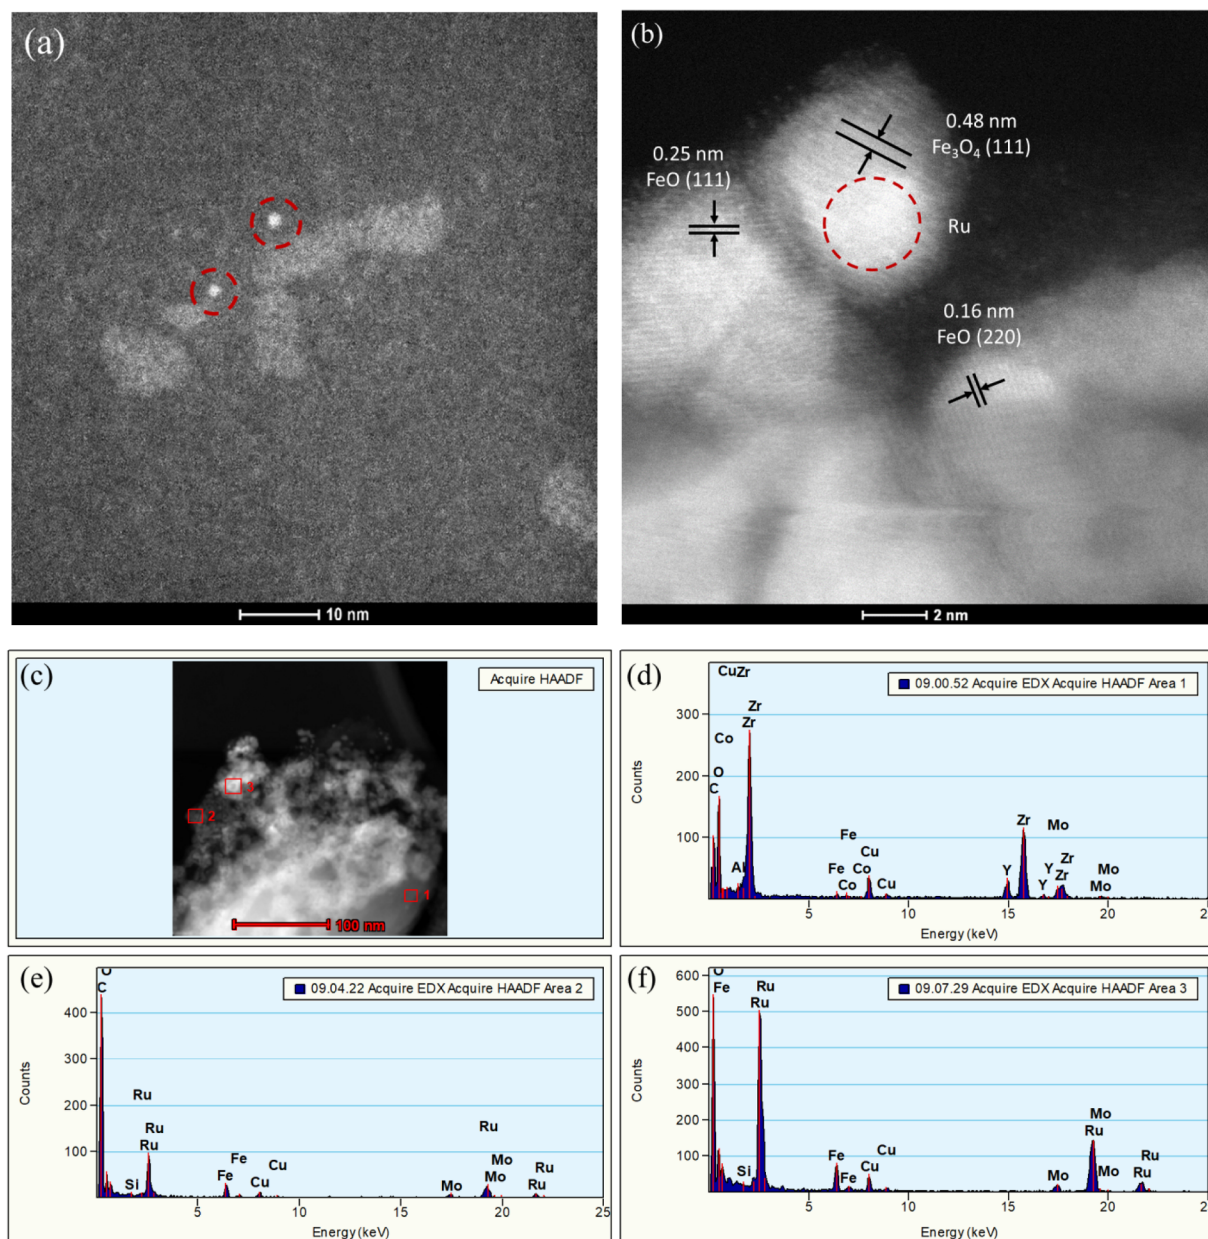 (a)
10 nm
(b)
0.48 nm
Fe₃O₄ (111)
0.25 nm
FeO (111)
Ru
0.16 nm
FeO (220)
2 nm
(c)
Acquire HAADF
3
2
1
100 nm
(d)
CuZr
09.00.52 Acquire EDX Acquire HAADF Area 1
Zr
Zr
Co
O
C
Al
Fe
Fe
Co
Co
Cu
Cu
Y
Zr
Mo
Y
Y
Zr
Zr
Mo
Mo
300
200
100
Counts
5
10
15
20
25
Energy (keV)
(e)
O
C
09.04.22 Acquire EDX Acquire HAADF Area 2
Ru
Ru
Ru
Si
Fe
Fe
Cu
Cu
Ru
Mo
Mo
Mo
Ru
Ru
400
300
200
100
Counts
5
10
15
20
25
Energy (keV)
(f)
O
Fe
09.07.29 Acquire EDX Acquire HAADF Area 3
Ru
Ru
Si
Fe
Fe
Fe
Cu
Cu
Mo
Mo
Ru
Mo
Ru
Ru
600
500
400
300
200
100
Counts
5
10
15
20
25
Energy (keV)